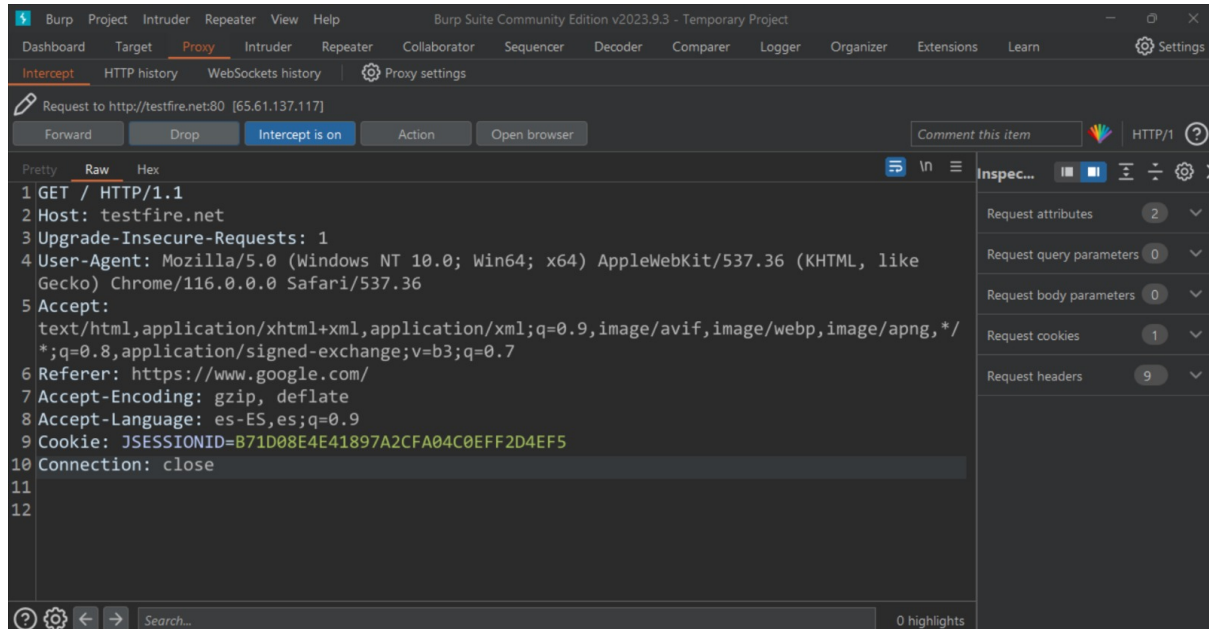 Burp Project Intruder Repeater View Help Burp Suite Community Edition v2023.9.3 - Temporary Project
Dashboard Target Proxy Intruder Repeater Collaborator Sequencer Decoder Comparer Logger Organizer Extensions Learn Settings
Intercept HTTP history WebSockets history Proxy settings
Request to http://testfire.net:80 [65.61.137.117]
Forward Drop Intercept is on Action Open browser Comment this item HTTP/1 ?
Pretty Raw Hex \n Inspec...
1 GET / HTTP/1.1
2 Host: testfire.net
3 Upgrade-Insecure-Requests: 1
4 User-Agent: Mozilla/5.0 (Windows NT 10.0; Win64; x64) AppleWebKit/537.36 (KHTML, like
Gecko) Chrome/116.0.0.0 Safari/537.36
5 Accept:
text/html,application/xhtml+xml,application/xml;q=0.9,image/avif,image/webp,image/apng,*/
*;q=0.8,application/signed-exchange;v=b3;q=0.7
6 Referer: https://www.google.com/
7 Accept-Encoding: gzip, deflate
8 Accept-Language: es-ES,es;q=0.9
9 Cookie: JSESSIONID=B71D08E4E41897A2CFA04C0EFF2D4EF5
10 Connection: close
11
12
Request attributes 2
Request query parameters 0
Request body parameters 0
Request cookies 1
Request headers 9
? Search... 0 highlights